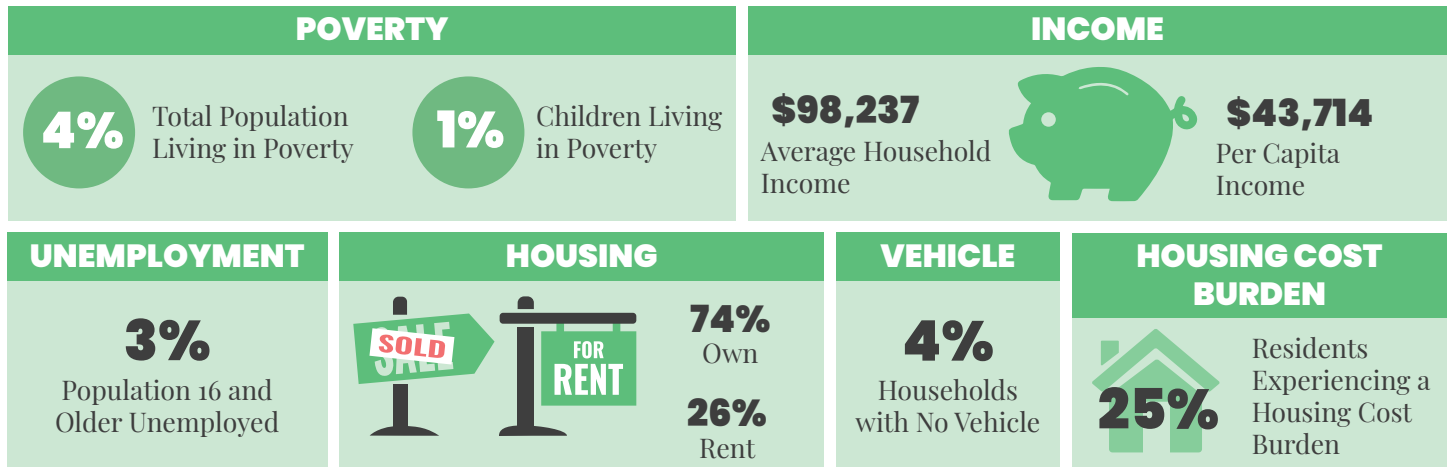 POVERTY
4%
Total Population
Living in Poverty
1%
Children Living
in Poverty
INCOME
$98,237
Average Household
Income
$43,714
Per Capita
Income
UNEMPLOYMENT
3%
Population 16 and
Older Unemployed
HOUSING
SALE
SOLD
FOR
RENT
74%
Own
26%
Rent
VEHICLE
4%
Households
with No Vehicle
HOUSING COST
BURDEN
25%
Residents
Experiencing a
Housing Cost
Burden